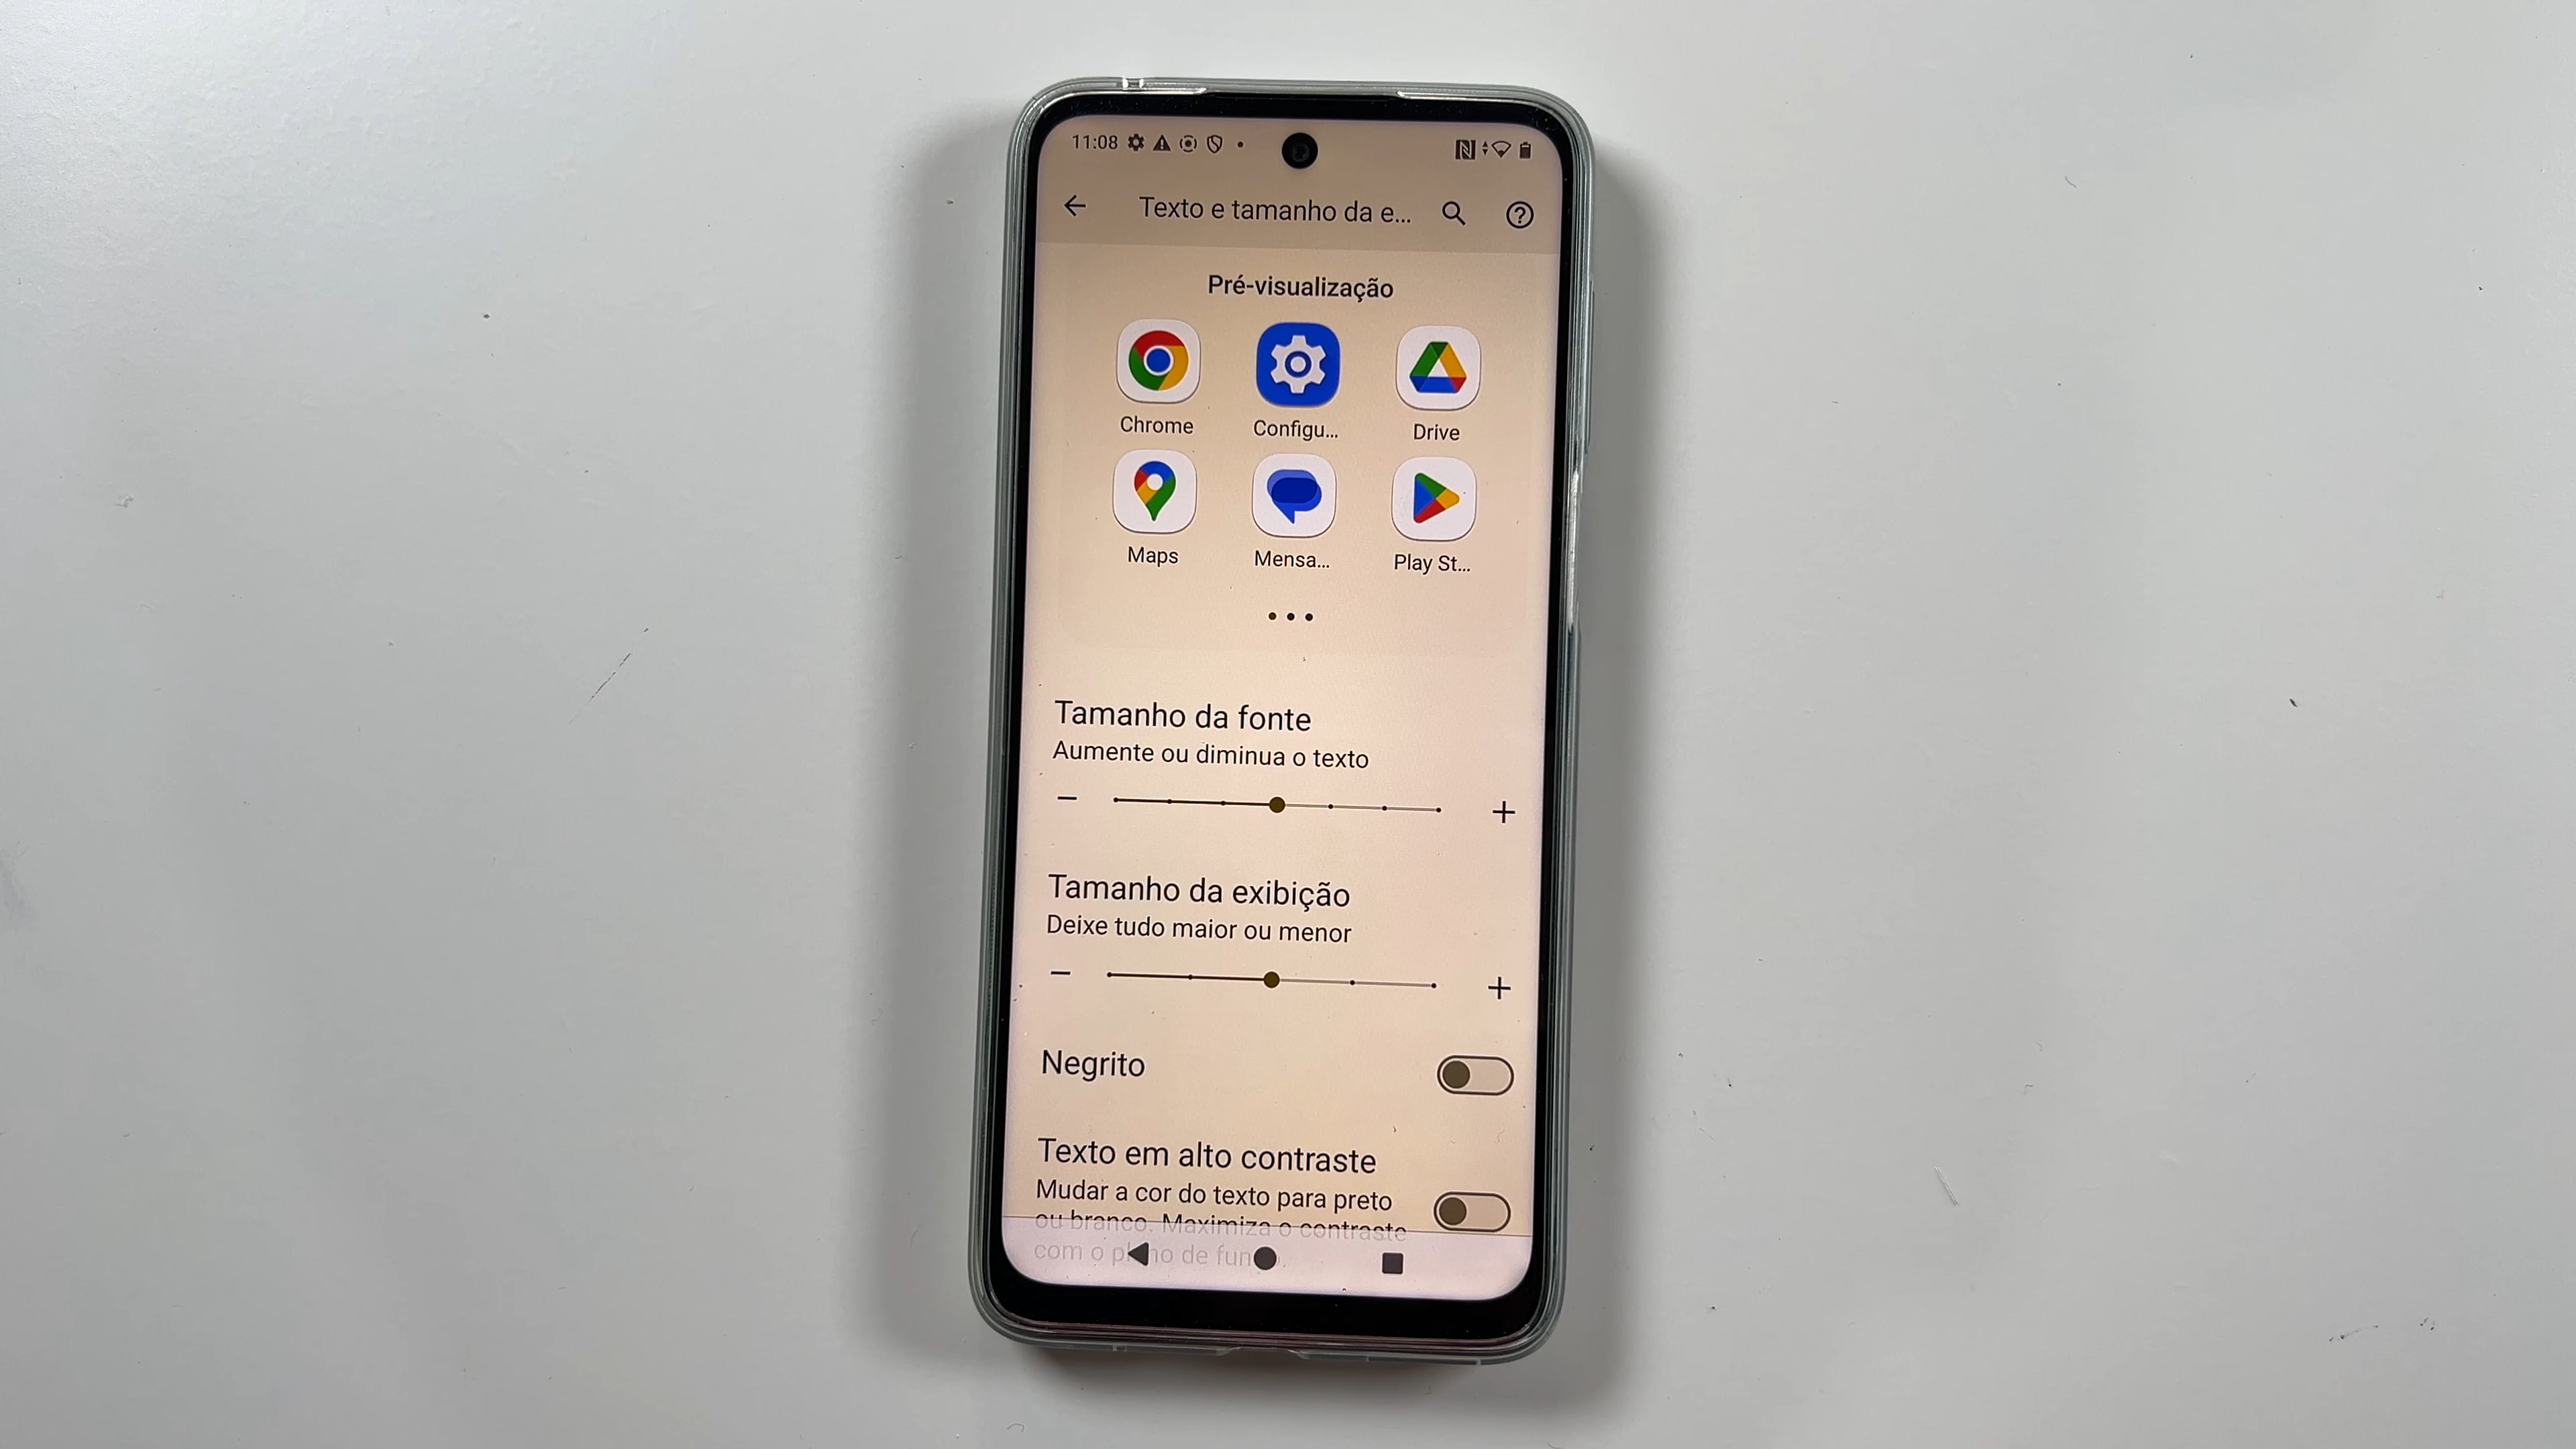 11:08
Texto e tamanho da e...
Pré-visualização
Chrome Configu... Drive
Maps Mensa... Play St...
Tamanho da fonte
Aumente ou diminua o texto
Tamanho da exibição
Deixe tudo maior ou menor
Negrito
Texto em alto contraste
Mudar a cor do texto para preto
ou branco. Maximiza o contraste
com o de